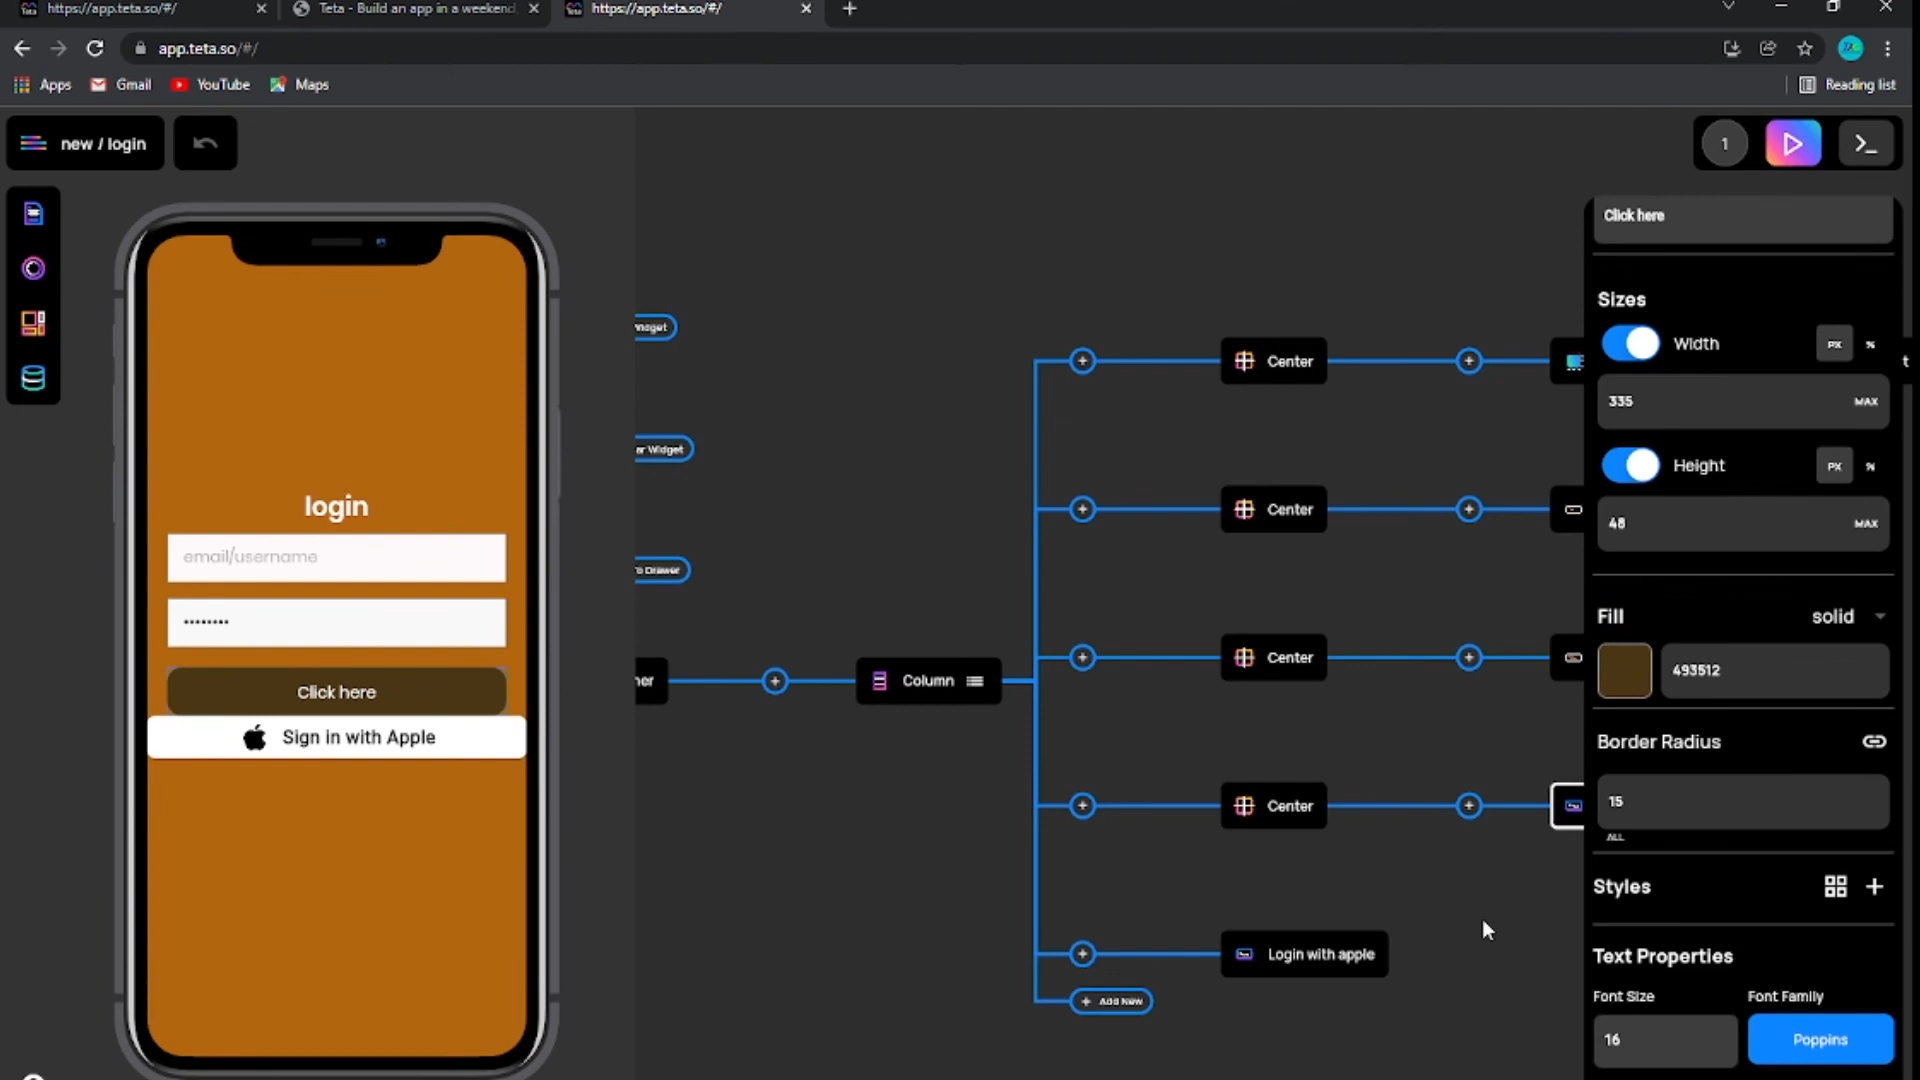 https://app.teta.so/#/
Teta - Build an app in a weekend
https://app.teta.so/#/
app.teta.so/#/
Apps
Gmail
YouTube
Maps
Reading list
new / login
1
login
email/username
Click here
Sign in with Apple
ar Widget
Drawer
Column
Center
Center
Center
Center
Login with apple
Add New
Click here
Sizes
Width
PX
%
335
MAX
Height
PX
%
48
MAX
Fill
solid
493512
Border Radius
15
ALL
Styles
Text Properties
Font Size
Font Family
16
Poppins